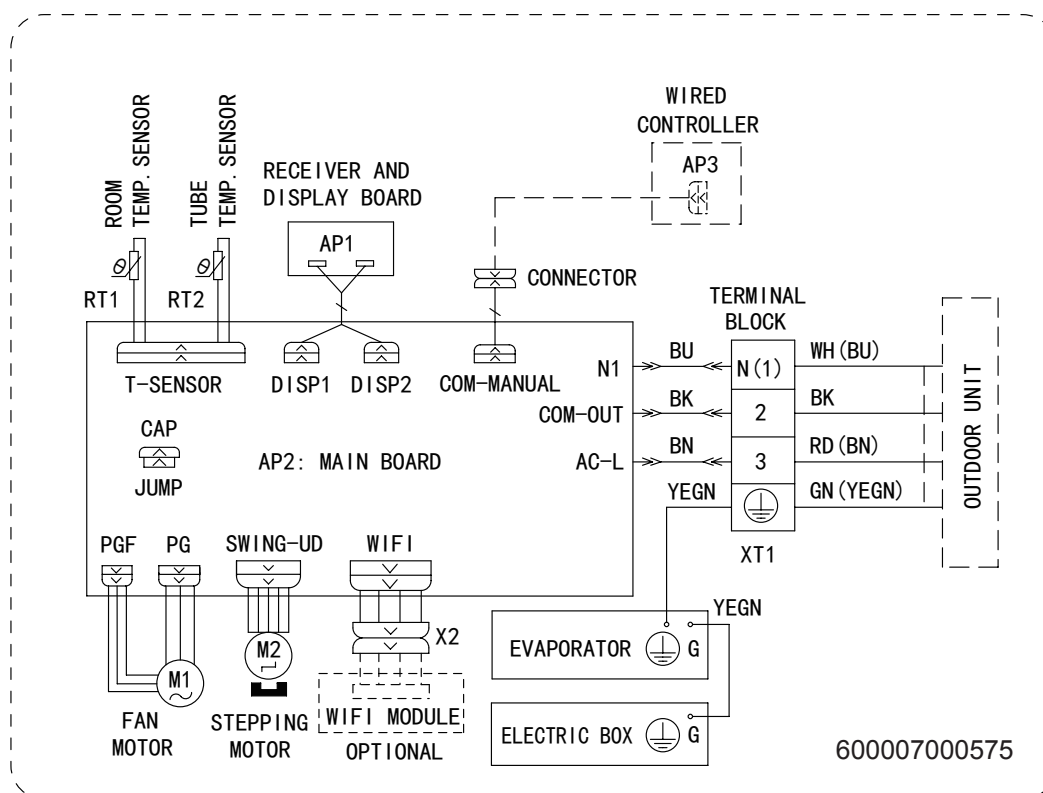 WIRED
CONTROLLER
AP3
ROOM
TEMP. SENSOR
TUBE
TEMP. SENSOR
RECEIVER AND
DISPLAY BOARD
AP1
θ
θ
RT1
RT2
CONNECTOR
TERMINAL
BLOCK
T-SENSOR
DISP1
DISP2
COM-MANUAL
N1
BU
N(1)
WH(BU)
COM-OUT
BK
2
BK
AC-L
BN
3
RD(BN)
YEGN
GN(YEGN)
XT1
OUTDOOR UNIT
CAP
JUMP
AP2: MAIN BOARD
PGF
PG
SWING-UD
WIFI
X2
M1
M2
FAN
MOTOR
STEPPING
MOTOR
WIFI MODULE
OPTIONAL
YEGN
EVAPORATOR
G
ELECTRIC BOX
G
600007000575